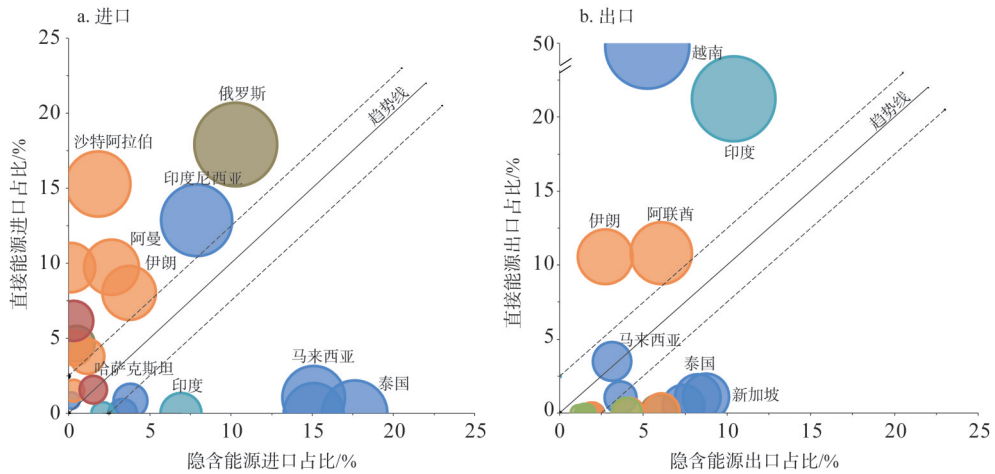 a. 进口
25
20
15
10
5
0
直接能源进口占比/%
俄罗斯
沙特阿拉伯
印度尼西亚
阿曼
伊朗
哈萨克斯坦
印度
马来西亚
泰国
趋势线
0
5
10
15
20
25
隐含能源进口占比/%
b. 出口
50
20
15
10
5
0
直接能源出口占比/%
越南
印度
趋势线
伊朗
阿联酋
马来西亚
泰国
新加坡
0
5
10
15
20
25
隐含能源出口占比/%